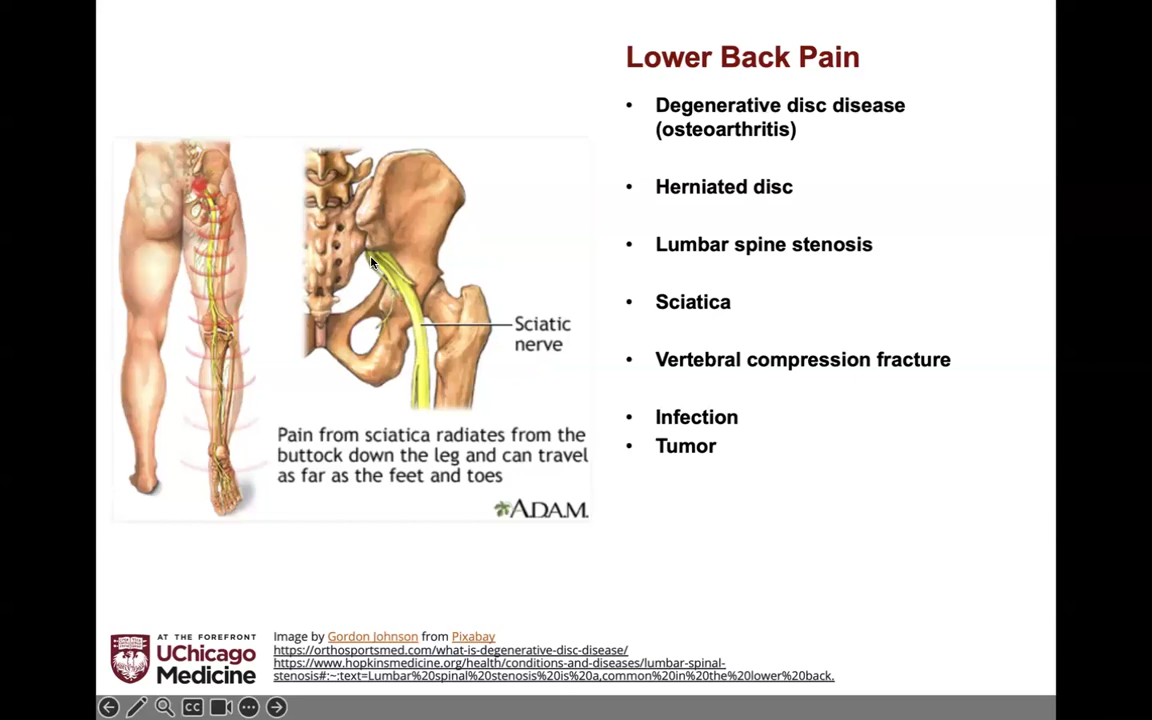 Lower Back Pain
• Degenerative disc disease
(osteoarthritis)
• Herniated disc
• Lumbar spine stenosis
• Sciatica
• Vertebral compression fracture
• Infection
• Tumor
Sciatic
nerve
Pain from sciatica radiates from the
buttock down the leg and can travel
as far as the feet and toes
ADAM.
AT THE FOREFRONT
UChicago
Medicine
Image by Gordon Johnson from Pixabay
https://orthosportsmed.com/what-is-degenerative-disc-disease/
https://www.hopkinsmedicine.org/health/conditions-and-diseases/lumbar-spinal-
stenosis#:~:text=Lumbar%20spinal%20stenosis%20is%20a,common%20in%20the%20lower%20back.
CC